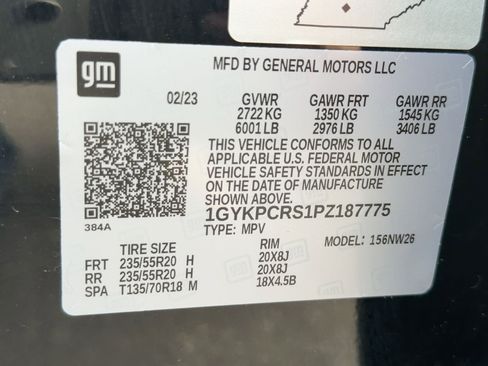 gm
MFD BY GENERAL MOTORS LLC
02/23 GVWR GAWR FRT GAWR RR
2722 KG 1350 KG 1545 KG
6001 LB 2976 LB 3406 LB
THIS VEHICLE CONFORMS TO ALL
APPLICABLE U.S. FEDERAL MOTOR
VEHICLE SAFETY STANDARDS IN
EFFECT ON THE DATE OF MANUFACTURE
SHOWN ABOVE.
1GYKPCRS1PZ187775
384A
TYPE: MPV MODEL: 156NW26
TIRE SIZE RIM
FRT 235/55R20 H 20X8J
RR 235/55R20 H 20X8J
SPA T135/70R18 M 18X4.5B